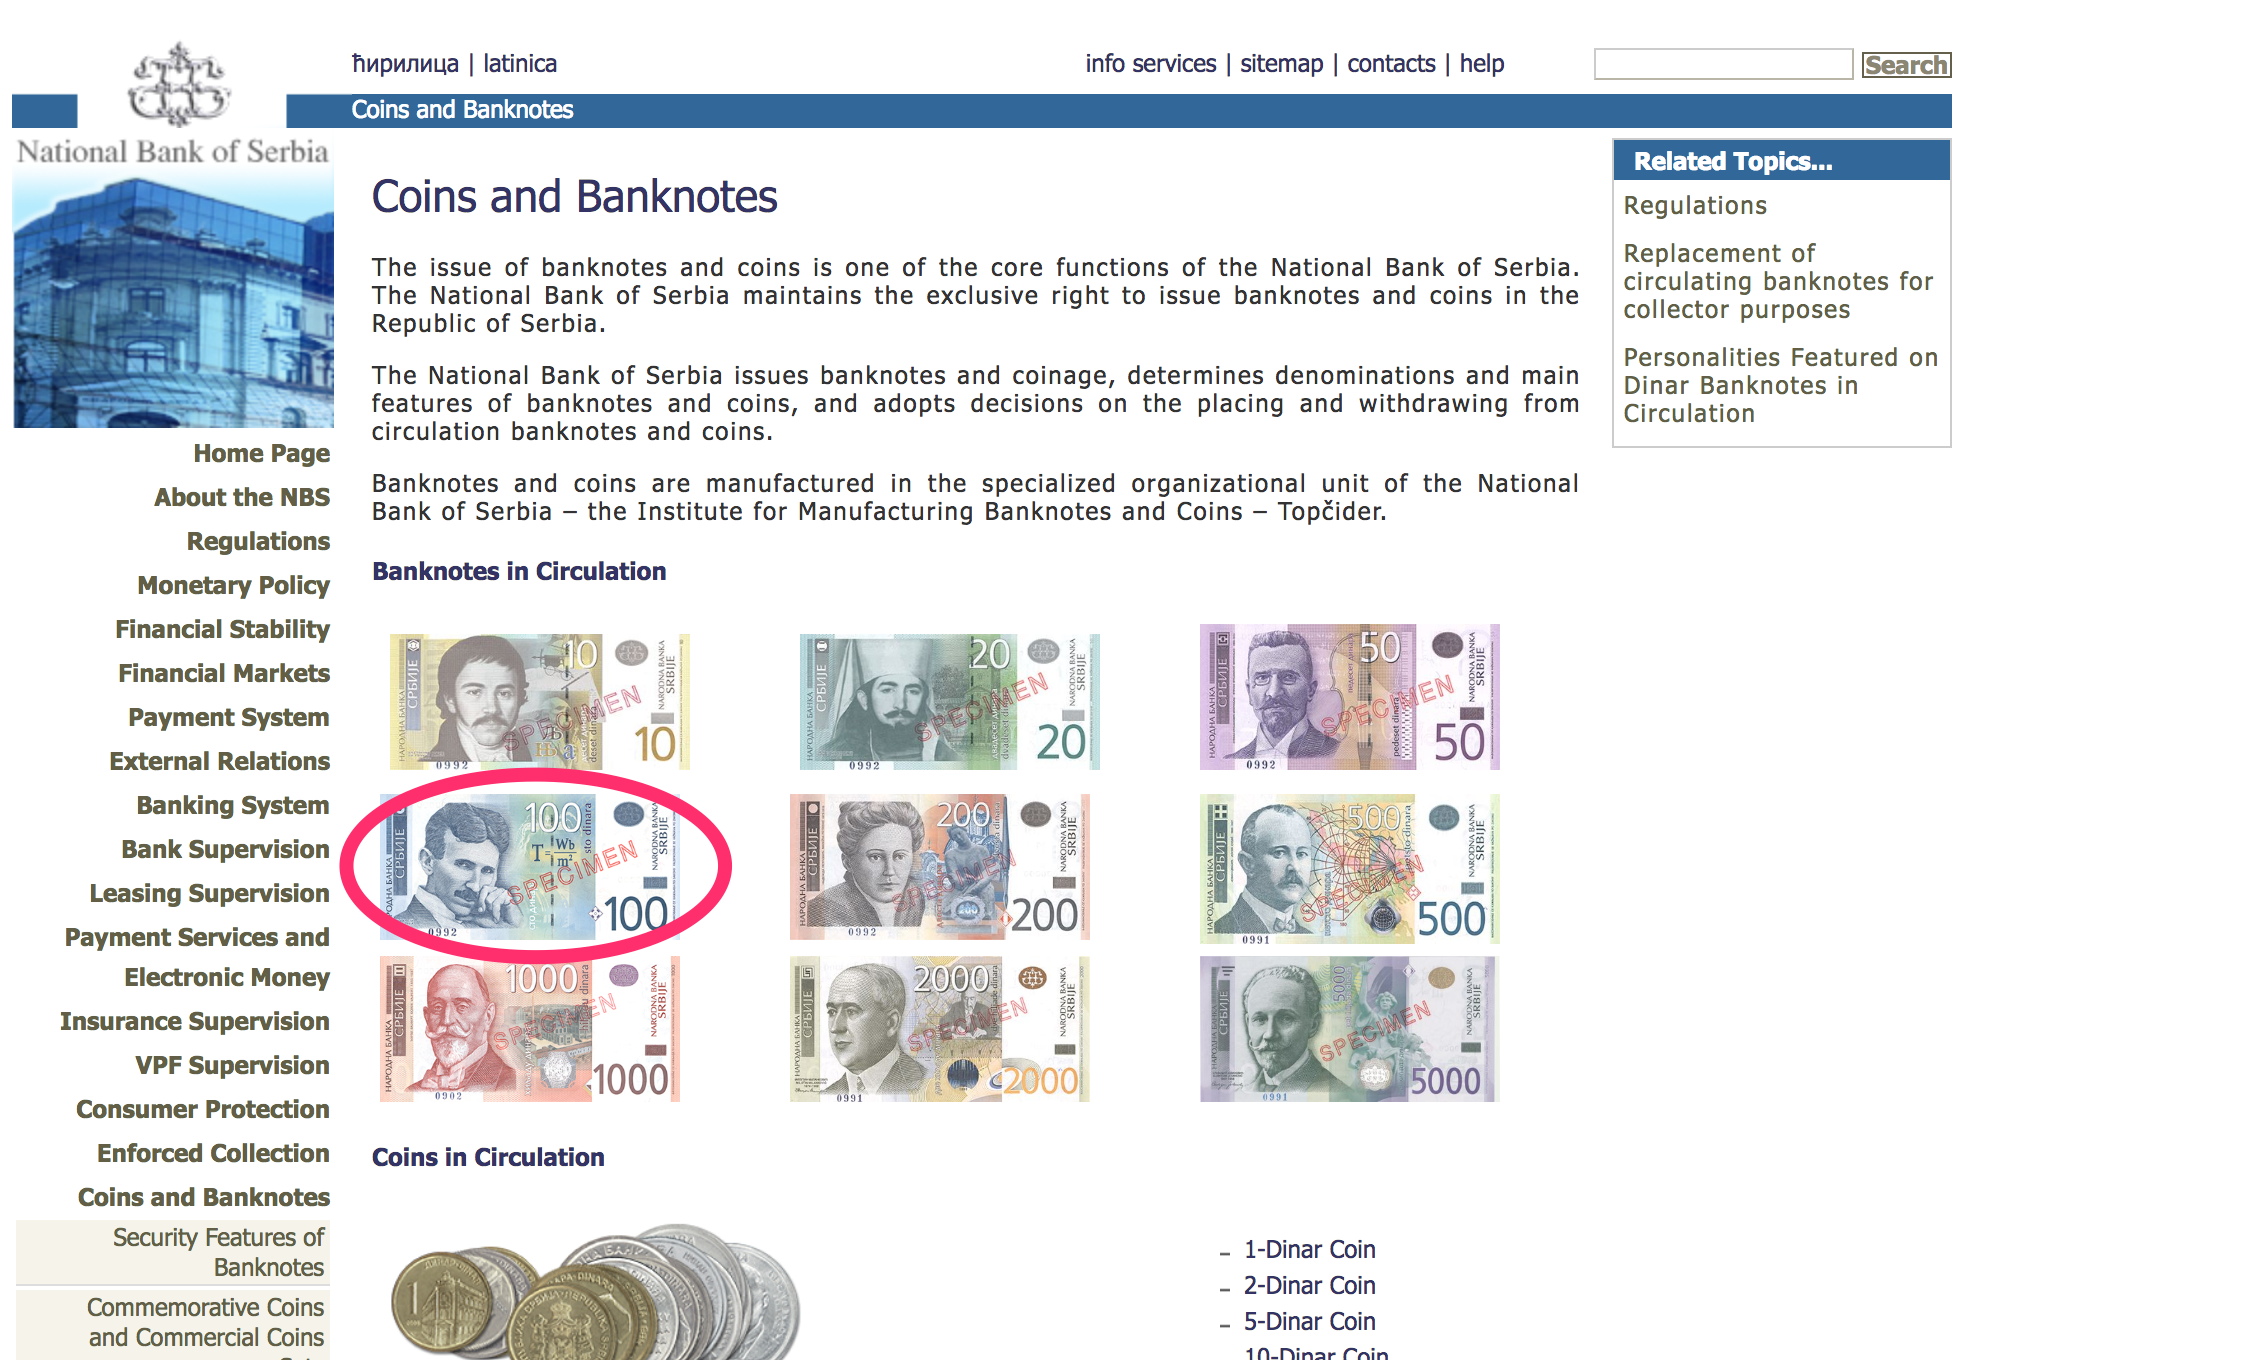 ћирилица | latinica
info services | sitemap | contacts | help
Search
Coins and Banknotes
National Bank of Serbia
Related Topics...
Regulations
Replacement of
circulating banknotes for
collector purposes
Personalities Featured on
Dinar Banknotes in
Circulation
Coins and Banknotes
The issue of banknotes and coins is one of the core functions of the National Bank of Serbia.
The National Bank of Serbia maintains the exclusive right to issue banknotes and coins in the
Republic of Serbia.
The National Bank of Serbia issues banknotes and coinage, determines denominations and main
features of banknotes and coins, and adopts decisions on the placing and withdrawing from
circulation banknotes and coins.
Banknotes and coins are manufactured in the specialized organizational unit of the National
Bank of Serbia – the Institute for Manufacturing Banknotes and Coins – Topčider.
Home Page
About the NBS
Regulations
Monetary Policy
Financial Stability
Financial Markets
Payment System
External Relations
Banking System
Bank Supervision
Leasing Supervision
Payment Services and
Electronic Money
Insurance Supervision
VPF Supervision
Consumer Protection
Enforced Collection
Coins and Banknotes
Security Features of
Banknotes
Commemorative Coins
and Commercial Coins
Banknotes in Circulation
НАРОДНА БАНКА
СРБИЈЕ
10
NARODNA BANKA
SRBIJE
SPECIMEN
deset dinara
10
0992
НАРОДНА БАНКА
СРБИЈЕ
20
NARODNA BANKA
SRBIJE
SPECIMEN
dvadeset dinara
20
0992
НАРОДНА БАНКА
СРБИЈЕ
50
NARODNA BANKA
SRBIJE
SPECIMEN
pedeset dinara
50
0992
НАРОДНА БАНКА
СРБИЈЕ
100
sto dinara
T= Wb
m²
NARODNA BANKA
SRBIJE
SPECIMEN
100
0992
НАРОДНА БАНКА
СРБИЈЕ
200
NARODNA BANKA
SRBIJE
SPECIMEN
200
200
0992
НАРОДНА БАНКА
СРБИЈЕ
500
petsto dinara
NARODNA BANKA
SRBIJE
SPECIMEN
500
0991
НАРОДНА БАНКА
СРБИЈЕ
1000
NARODNA BANKA
SRBIJE
SPECIMEN
1000
0902
НАРОДНА БАНКА
СРБИЈЕ
2000
NARODNA BANKA
SRBIJE
SPECIMEN
2000
0991
НАРОДНА БАНКА
СРБИЈЕ
5000
NARODNA BANKA
SRBIJE
SPECIMEN
5000
0991
Coins in Circulation
1
– 1-Dinar Coin
– 2-Dinar Coin
– 5-Dinar Coin
10-Dinar Coin